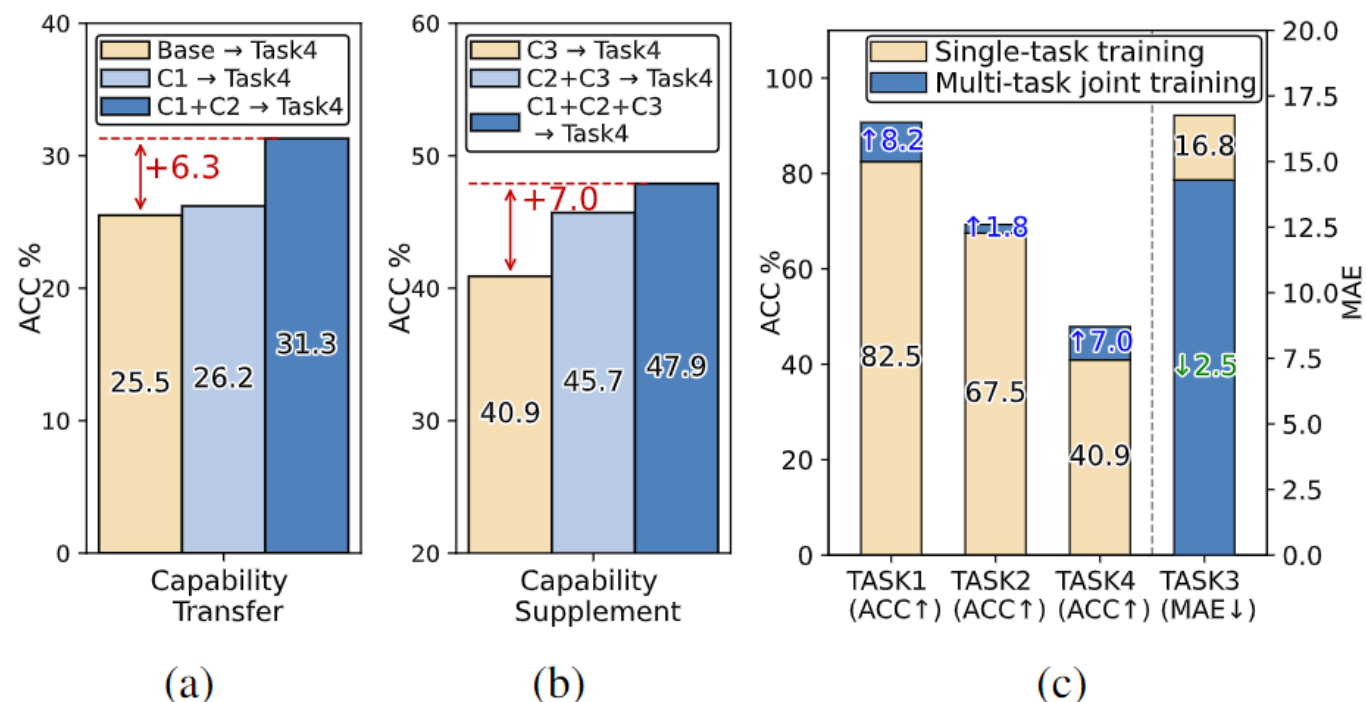 40
30
20
10
0
ACC %
Base → Task4
C1 → Task4
C1+C2 → Task4
+6.3
25.5
26.2
31.3
Capability
Transfer
(a)
60
50
40
30
20
ACC %
C3 → Task4
C2+C3 → Task4
C1+C2+C3
→ Task4
+7.0
40.9
45.7
47.9
Capability
Supplement
(b)
100
80
60
40
20
0
ACC %
Single-task training
Multi-task joint training
↑8.2
82.5
↑1.8
67.5
↑7.0
40.9
16.8
↓2.5
20.0
17.5
15.0
12.5
10.0
7.5
5.0
2.5
0.0
MAE
TASK1 TASK2 TASK4 TASK3
(ACC↑) (ACC↑) (ACC↑) (MAE↓)
(c)